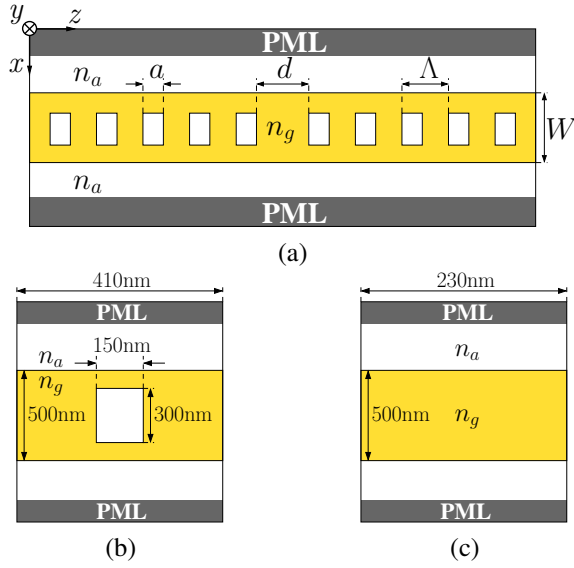 y
z
x
PML
n_a
a
d
Λ
n_g
W
n_a
PML
(a)
410nm
PML
n_a
150nm
n_g
500nm
300nm
PML
(b)
230nm
PML
n_a
500nm
n_g
PML
(c)